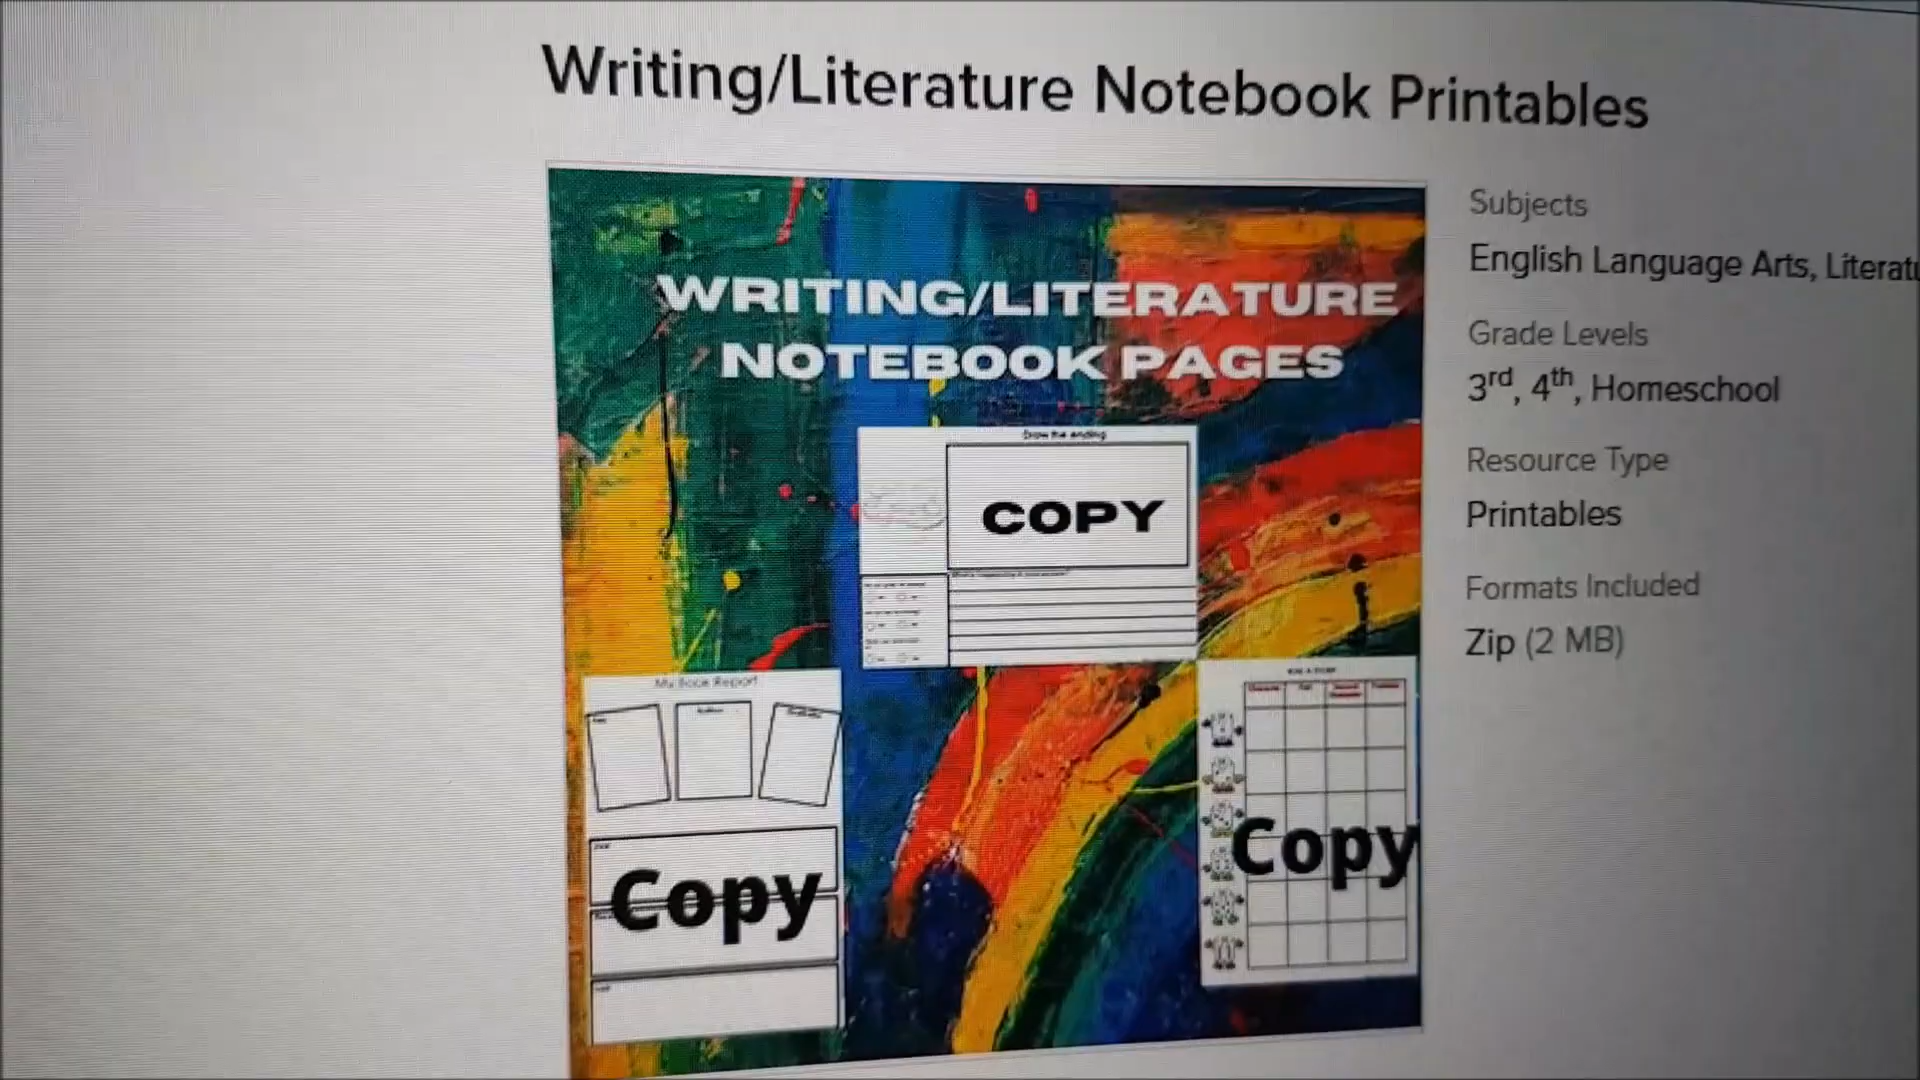 Writing/Literature Notebook Printables
WRITING/LITERATURE
NOTEBOOK PAGES
Draw the ending
COPY
My Book Report
Copy
Copy
Subjects
English Language Arts, Literatu
Grade Levels
3rd, 4th, Homeschool
Resource Type
Printables
Formats Included
Zip (2 MB)